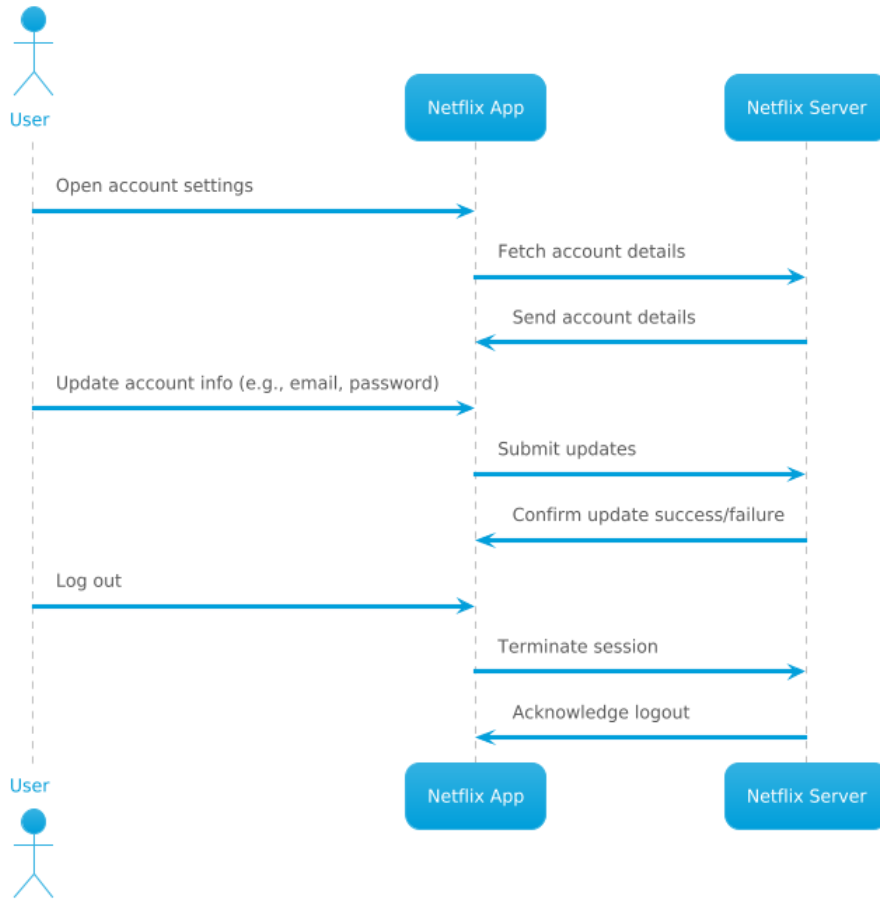 User
Netflix App
Netflix Server
Open account settings
Fetch account details
Send account details
Update account info (e.g., email, password)
Submit updates
Confirm update success/failure
Log out
Terminate session
Acknowledge logout
User
Netflix App
Netflix Server